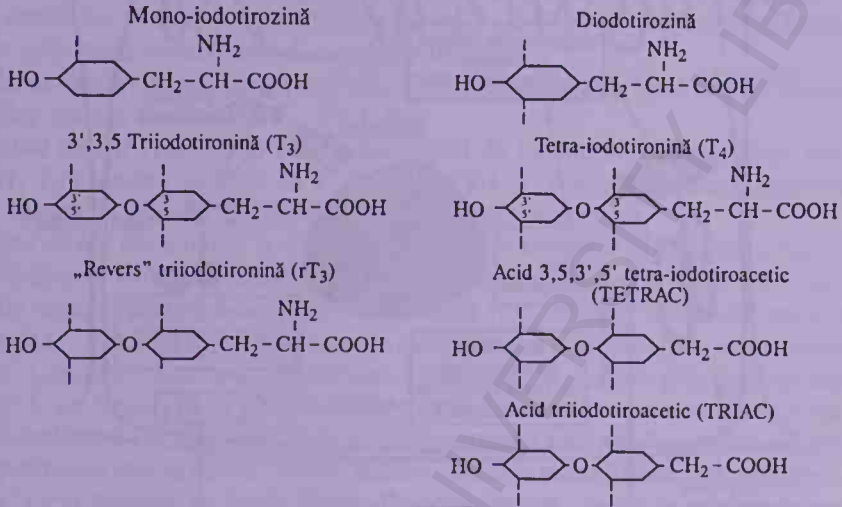 Mono-iodotirozină
I
NH₂
HO CH₂-CH-COOH
Diodotirozină
I
NH₂
HO CH₂-CH-COOH
I
3',3,5 Triiodotironină (T₃)
I I
NH₂
HO 3' 5' O 3 5 CH₂-CH-COOH
I
Tetra-iodotironină (T₄)
I I
NH₂
HO 3' 5' O 3 5 CH₂-CH-COOH
I I
„Revers” triiodotironină (rT₃)
I I
NH₂
HO O CH₂-CH-COOH
I I
Acid 3,5,3',5' tetra-iodotiroacetic
(TETRAC)
I I
HO O CH₂-COOH
I I
Acid triiodotiroacetic (TRIAC)
I I
HO O CH₂-COOH
I I
IVERSITY LIB